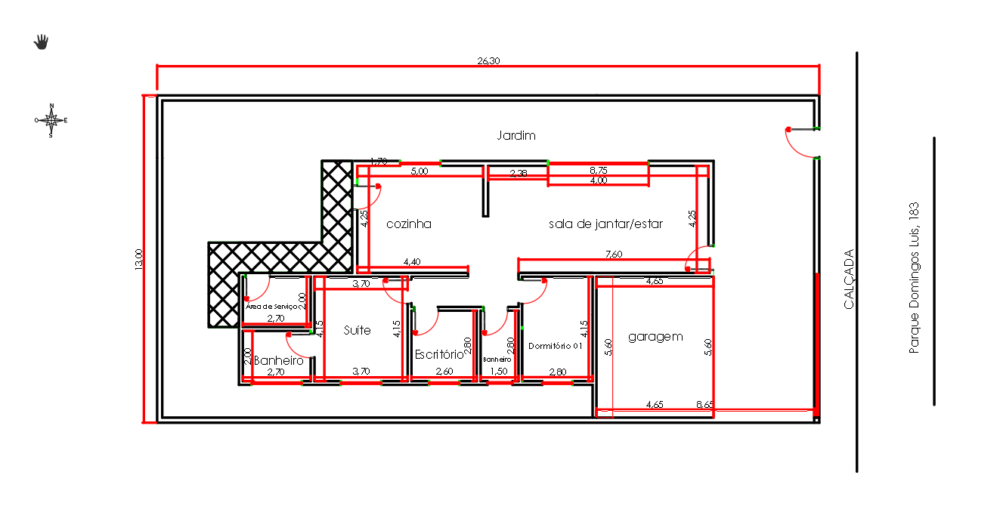 26,30
N
O E
S
13,00
Jardim
1,70
5,00
2,38
8,75
4,00
4,25
cozinha
sala de jantar/estar
4,25
4,40
7,60
3,70
4,65
Área de Serviço
2,00
2,70
4,15
Suíte
4,15
2,00
Banheiro
2,70
3,70
Escritório
2,80
2,60
Banheiro
2,80
1,50
Dormitório 01
4,15
2,80
garagem
5,60
5,60
4,65
8,65
CALÇADA
Parque Domingos Luis, 183